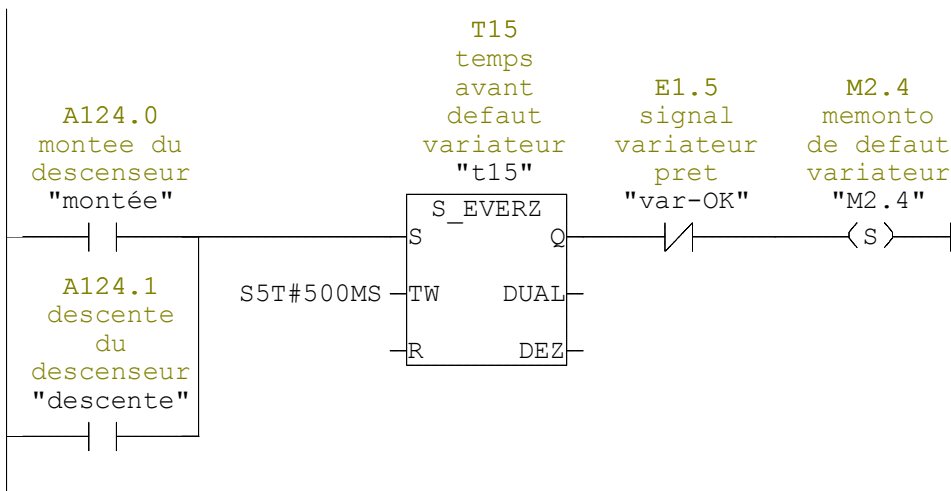 T15
temps
avant
defaut
variateur
"t15"
E1.5
signal
variateur
pret
"var-OK"
M2.4
memonto
de defaut
variateur
"M2.4"
A124.0
montee du
descenseur
"montée"
S_EVERZ
S
Q
S
S5T#500MS
TW
DUAL
R
DEZ
A124.1
descente
du
descenseur
"descente"